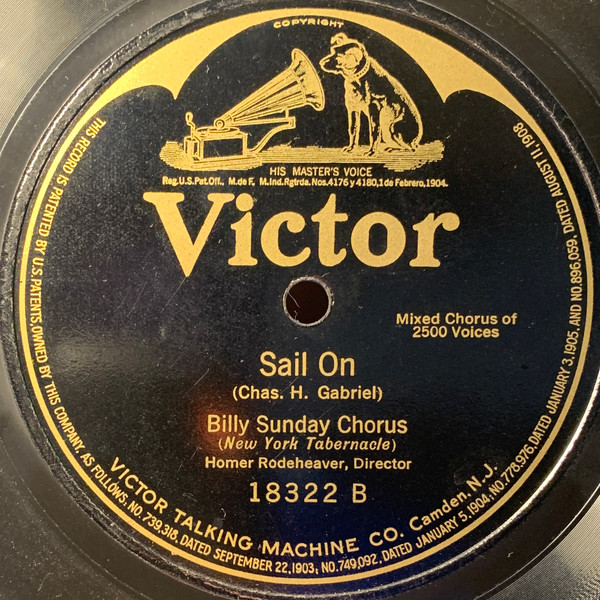 COPYRIGHT
HIS MASTER'S VOICE
Reg.U.S.Pat.Off., M.de F. M.Ind.Rgtrda.Nos.4176 y 4180,1 de Febrero,1904.
Victor
Mixed Chorus of
2500 Voices
Sail On
(Chas. H. Gabriel)
Billy Sunday Chorus
(New York Tabernacle)
Homer Rodeheaver, Director
18322 B
VICTOR TALKING MACHINE CO. Camden, N.J.
THIS RECORD IS PATENTED BY U.S. PATENTS, OWNED BY THIS COMPANY, AS FOLLOWS, NO. 739,318, DATED SEPTEMBER 22,1903; NO.749,092, DATED JANUARY 5,1904, NO.778,976, DATED JANUARY 3,1905, AND NO.896,059, DATED AUGUST 11, 1908